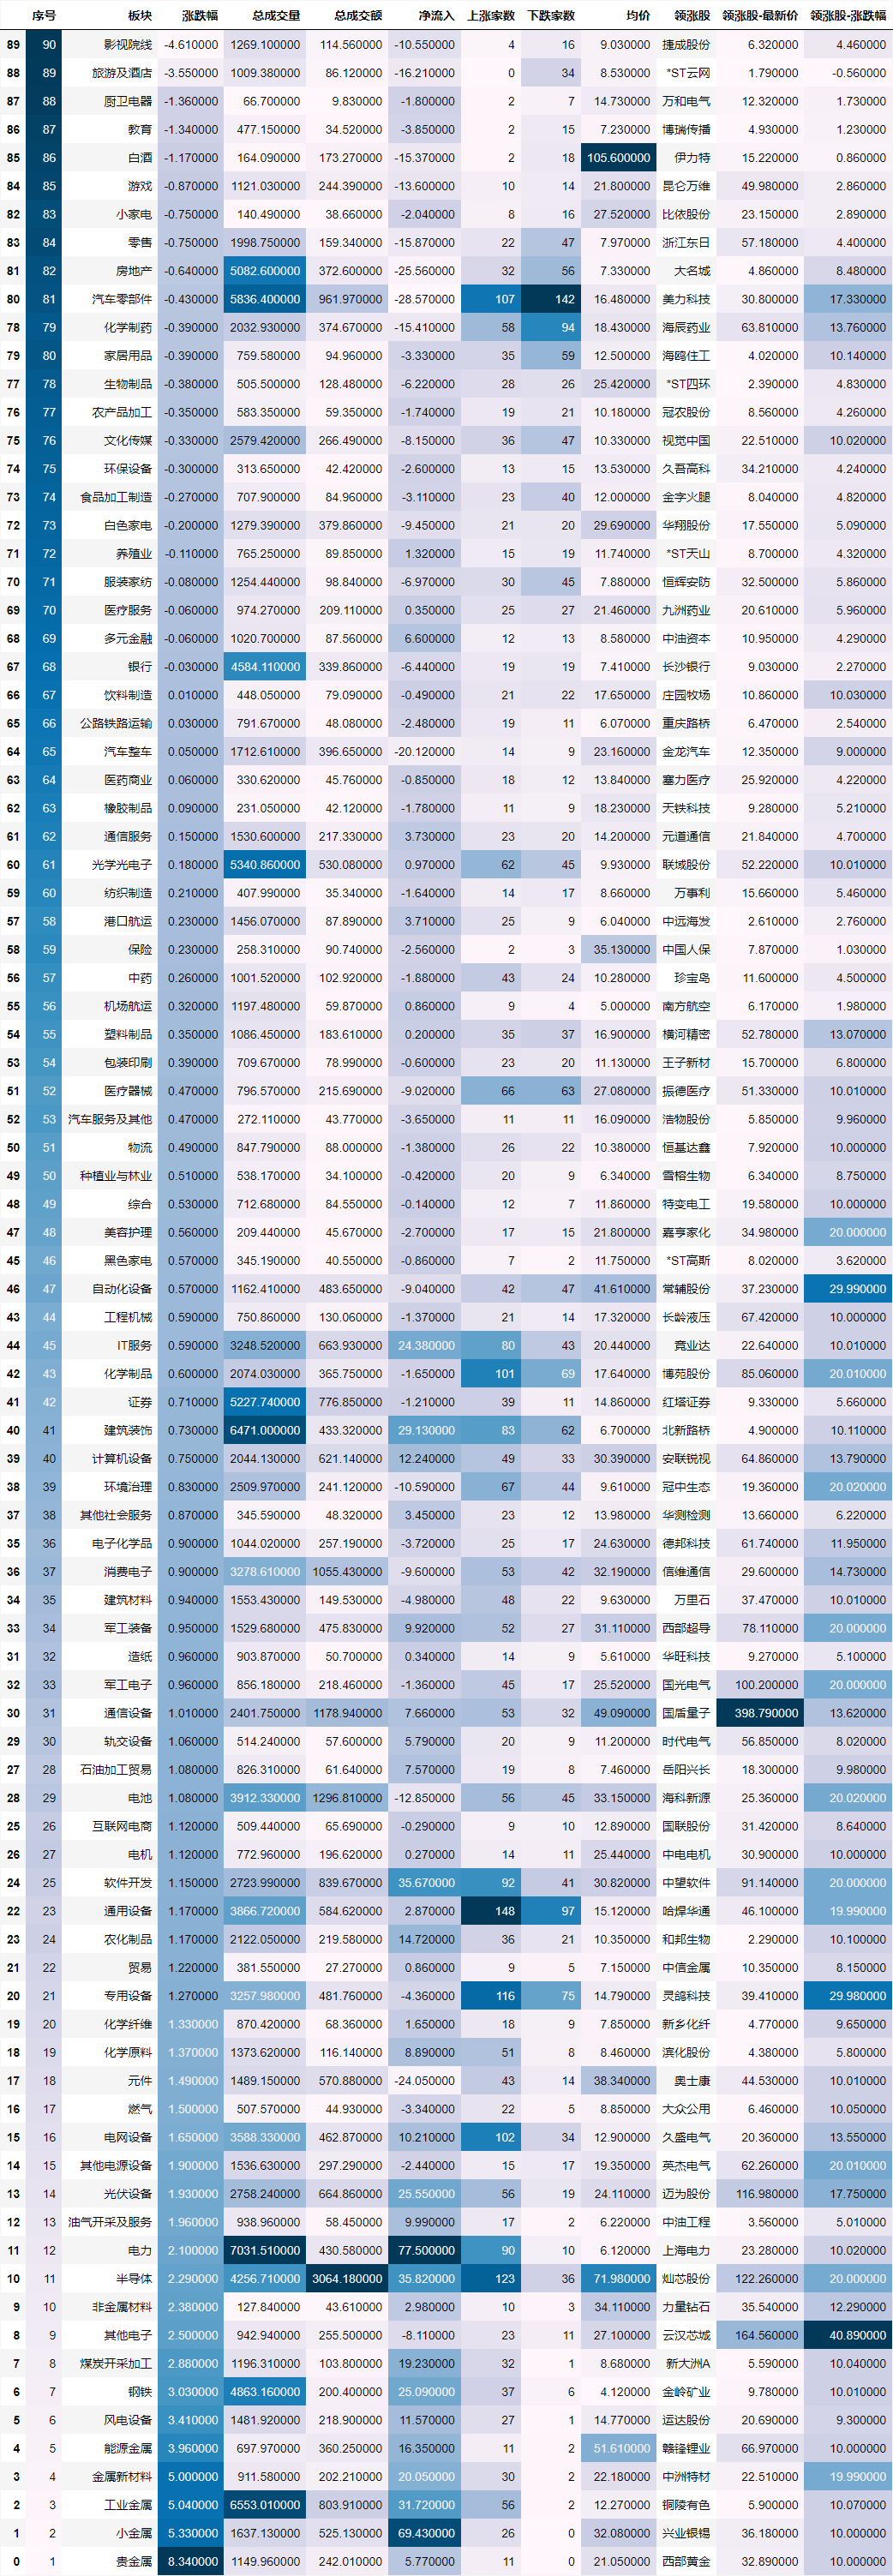 序号 板块 涨跌幅 总成交量 总成交额 净流入 上涨家数 下跌家数 均价 领涨股 领涨股-最新价 领涨股-涨跌幅
89 90 影视院线 -4.610000 1269.100000 114.560000 -10.550000 4 16 9.030000 捷成股份 6.320000 4.460000
88 89 旅游及酒店 -3.550000 1009.380000 86.120000 -16.210000 0 34 8.530000 *ST云网 1.790000 -0.560000
87 88 厨卫电器 -1.360000 66.700000 9.830000 -1.800000 2 7 14.730000 万和电气 12.320000 1.730000
86 87 教育 -1.340000 477.150000 34.520000 -3.850000 2 15 7.230000 博瑞传播 4.930000 1.230000
85 86 白酒 -1.170000 164.090000 173.270000 -15.370000 2 18 105.600000 伊力特 15.220000 0.860000
84 85 游戏 -0.870000 1121.030000 244.390000 -13.600000 10 14 21.800000 昆仑万维 49.980000 2.860000
82 83 小家电 -0.750000 140.490000 38.660000 -2.040000 8 16 27.520000 比依股份 23.150000 2.890000
83 84 零售 -0.750000 1998.750000 159.340000 -15.870000 22 47 7.970000 浙江东日 57.180000 4.400000
81 82 房地产 -0.640000 5082.600000 372.600000 -25.560000 32 56 7.330000 大名城 4.860000 8.480000
80 81 汽车零部件 -0.430000 5836.400000 961.970000 -28.570000 107 142 16.480000 美力科技 30.800000 17.330000
78 79 化学制药 -0.390000 2032.930000 374.670000 -15.410000 58 94 18.430000 海辰药业 63.810000 13.760000
79 80 家居用品 -0.390000 759.580000 94.960000 -3.330000 35 59 12.500000 海鸥住工 4.020000 10.140000
77 78 生物制品 -0.380000 505.500000 128.480000 -6.220000 28 26 25.420000 *ST四环 2.390000 4.830000
76 77 农产品加工 -0.350000 583.350000 59.350000 -1.740000 19 21 10.180000 冠农股份 8.560000 4.260000
75 76 文化传媒 -0.330000 2579.420000 266.490000 -8.150000 36 47 10.330000 视觉中国 22.510000 10.020000
74 75 环保设备 -0.300000 313.650000 42.420000 -2.600000 13 15 13.530000 久吾高科 34.210000 4.240000
73 74 食品加工制造 -0.270000 707.900000 84.960000 -3.110000 23 40 12.000000 金字火腿 8.040000 4.820000
72 73 白色家电 -0.200000 1279.390000 379.860000 -9.450000 21 20 29.690000 华翔股份 17.550000 5.090000
71 72 养殖业 -0.110000 765.250000 89.850000 1.320000 15 19 11.740000 *ST天山 8.700000 4.320000
70 71 服装家纺 -0.080000 1254.440000 98.840000 -6.970000 30 45 7.880000 恒辉安防 32.500000 5.860000
69 70 医疗服务 -0.060000 974.270000 209.110000 0.350000 25 27 21.460000 九洲药业 20.610000 5.960000
68 69 多元金融 -0.060000 1020.700000 87.560000 6.600000 12 13 8.580000 中油资本 10.950000 4.290000
67 68 银行 -0.030000 4584.110000 339.860000 -6.440000 19 19 7.410000 长沙银行 9.030000 2.270000
66 67 饮料制造 0.010000 448.050000 79.090000 -0.490000 21 22 17.650000 庄园牧场 10.860000 10.030000
65 66 公路铁路运输 0.030000 791.670000 48.080000 -2.480000 19 11 6.070000 重庆路桥 6.470000 2.540000
64 65 汽车整车 0.050000 1712.610000 396.650000 -20.120000 14 9 23.160000 金龙汽车 12.350000 9.000000
63 64 医药商业 0.060000 330.620000 45.760000 -0.850000 18 12 13.840000 塞力医疗 25.920000 4.220000
62 63 橡胶制品 0.090000 231.050000 42.120000 -1.780000 11 9 18.230000 天铁科技 9.280000 5.210000
61 62 通信服务 0.150000 1530.600000 217.330000 3.730000 23 20 14.200000 元道通信 21.840000 4.700000
60 61 光学光电子 0.180000 5340.860000 530.080000 0.970000 62 45 9.930000 联域股份 52.220000 10.010000
59 60 纺织制造 0.210000 407.990000 35.340000 -1.640000 14 17 8.660000 万事利 15.660000 5.460000
57 58 港口航运 0.230000 1456.070000 87.890000 3.710000 25 9 6.040000 中远海发 2.610000 2.760000
58 59 保险 0.230000 258.310000 90.740000 -2.560000 2 3 35.130000 中国人保 7.870000 1.030000
56 57 中药 0.260000 1001.520000 102.920000 -1.880000 43 24 10.280000 珍宝岛 11.600000 4.500000
55 56 机场航运 0.320000 1197.480000 59.870000 0.860000 9 4 5.000000 南方航空 6.170000 1.980000
54 55 塑料制品 0.350000 1086.450000 183.610000 0.200000 35 37 16.900000 横河精密 52.780000 13.070000
53 54 包装印刷 0.390000 709.670000 78.990000 -0.600000 23 20 11.130000 王子新材 15.700000 6.800000
51 52 医疗器械 0.470000 796.570000 215.690000 -9.020000 66 63 27.080000 振德医疗 51.330000 10.010000
52 53 汽车服务及其他 0.470000 272.110000 43.770000 -3.650000 11 11 16.090000 浩物股份 5.850000 9.960000
50 51 物流 0.490000 847.790000 88.000000 -1.380000 26 22 10.380000 恒基达鑫 7.920000 10.000000
49 50 种植业与林业 0.510000 538.170000 34.100000 -0.420000 20 9 6.340000 雪榕生物 6.340000 8.750000
48 49 综合 0.530000 712.680000 84.550000 -0.140000 12 7 11.860000 特变电工 19.580000 10.000000
47 48 美容护理 0.560000 209.440000 45.670000 -2.700000 17 15 21.800000 嘉亨家化 34.980000 20.000000
45 46 黑色家电 0.570000 345.190000 40.550000 -0.860000 7 2 11.750000 *ST高斯 8.020000 3.620000
46 47 自动化设备 0.570000 1162.410000 483.650000 -9.040000 42 47 41.610000 常辅股份 37.230000 29.990000
43 44 工程机械 0.590000 750.860000 130.060000 -1.370000 21 14 17.320000 长龄液压 67.420000 10.000000
44 45 IT服务 0.590000 3248.520000 663.930000 24.380000 80 43 20.440000 竞业达 22.640000 10.010000
42 43 化学制品 0.600000 2074.030000 365.750000 -1.650000 101 69 17.640000 博苑股份 85.060000 20.010000
41 42 证券 0.710000 5227.740000 776.850000 -1.210000 39 11 14.860000 红塔证券 9.330000 5.660000
40 41 建筑装饰 0.730000 6471.000000 433.320000 29.130000 83 62 6.700000 北新路桥 4.900000 10.110000
39 40 计算机设备 0.750000 2044.130000 621.140000 12.240000 49 33 30.390000 安联锐视 64.860000 13.790000
38 39 环境治理 0.830000 2509.970000 241.120000 -10.590000 67 44 9.610000 冠中生态 19.360000 20.020000
37 38 其他社会服务 0.870000 345.590000 48.320000 3.450000 23 12 13.980000 华测检测 13.660000 6.220000
35 36 电子化学品 0.900000 1044.020000 257.190000 -3.720000 25 17 24.630000 德邦科技 61.740000 11.950000
36 37 消费电子 0.900000 3278.610000 1055.430000 -9.600000 53 42 32.190000 信维通信 29.600000 14.730000
34 35 建筑材料 0.940000 1553.430000 149.530000 -4.980000 48 22 9.630000 万里石 37.470000 10.010000
33 34 军工装备 0.950000 1529.680000 475.830000 9.920000 52 27 31.110000 西部超导 78.110000 20.000000
31 32 造纸 0.960000 903.870000 50.700000 0.340000 14 9 5.610000 华旺科技 9.270000 5.100000
32 33 军工电子 0.960000 856.180000 218.460000 -1.360000 45 17 25.520000 国光电气 100.200000 20.000000
30 31 通信设备 1.010000 2401.750000 1178.940000 7.660000 53 32 49.090000 国盾量子 398.790000 13.620000
29 30 轨交设备 1.060000 514.240000 57.600000 5.790000 20 9 11.200000 时代电气 56.850000 8.020000
27 28 石油加工贸易 1.080000 826.310000 61.640000 7.570000 19 8 7.460000 岳阳兴长 18.300000 9.980000
28 29 电池 1.080000 3912.330000 1296.810000 -12.850000 56 45 33.150000 海科新源 25.360000 20.020000
25 26 互联网电商 1.120000 509.440000 65.690000 -0.290000 9 10 12.890000 国联股份 31.420000 8.640000
26 27 电机 1.120000 772.960000 196.620000 0.270000 14 11 25.440000 中电电机 30.900000 10.000000
24 25 软件开发 1.150000 2723.990000 839.670000 35.670000 92 41 30.820000 中望软件 91.140000 20.000000
22 23 通用设备 1.170000 3866.720000 584.620000 2.870000 148 97 15.120000 哈焊华通 46.100000 19.990000
23 24 农化制品 1.170000 2122.050000 219.580000 14.720000 36 21 10.350000 和邦生物 2.290000 10.100000
21 22 贸易 1.220000 381.550000 27.270000 0.860000 9 5 7.150000 中信金属 10.350000 8.150000
20 21 专用设备 1.270000 3257.980000 481.760000 -4.360000 116 75 14.790000 灵鸽科技 39.410000 29.980000
19 20 化学纤维 1.330000 870.420000 68.360000 1.650000 18 9 7.850000 新乡化纤 4.770000 9.650000
18 19 化学原料 1.370000 1373.620000 116.140000 8.890000 51 8 8.460000 滨化股份 4.380000 5.800000
17 18 元件 1.490000 1489.150000 570.880000 -24.050000 43 14 38.340000 奥士康 44.530000 10.010000
16 17 燃气 1.500000 507.570000 44.930000 -3.340000 22 5 8.850000 大众公用 6.460000 10.050000
15 16 电网设备 1.650000 3588.330000 462.870000 10.210000 102 34 12.900000 久盛电气 20.360000 13.550000
14 15 其他电源设备 1.900000 1536.630000 297.290000 -2.440000 15 17 19.350000 英杰电气 62.260000 20.010000
13 14 光伏设备 1.930000 2758.240000 664.860000 25.550000 56 19 24.110000 迈为股份 116.980000 17.750000
12 13 油气开采及服务 1.960000 938.960000 58.450000 9.990000 17 2 6.220000 中油工程 3.560000 5.010000
11 12 电力 2.100000 7031.510000 430.580000 77.500000 90 10 6.120000 上海电力 23.280000 10.020000
10 11 半导体 2.290000 4256.710000 3064.180000 35.820000 123 36 71.980000 灿芯股份 122.260000 20.000000
9 10 非金属材料 2.380000 127.840000 43.610000 2.980000 10 3 34.110000 力量钻石 35.540000 12.290000
8 9 其他电子 2.500000 942.940000 255.500000 -8.110000 23 11 27.100000 云汉芯城 164.560000 40.890000
7 8 煤炭开采加工 2.880000 1196.310000 103.800000 19.230000 32 1 8.680000 新大洲A 5.590000 10.040000
6 7 钢铁 3.030000 4863.160000 200.400000 25.090000 37 6 4.120000 金岭矿业 9.780000 10.010000
5 6 风电设备 3.410000 1481.920000 218.900000 11.570000 27 1 14.770000 运达股份 20.690000 9.300000
4 5 能源金属 3.960000 697.970000 360.250000 16.350000 11 2 51.610000 赣锋锂业 66.970000 10.000000
3 4 金属新材料 5.000000 911.580000 202.210000 20.050000 30 2 22.180000 中洲特材 22.510000 19.990000
2 3 工业金属 5.040000 6553.010000 803.910000 31.720000 56 2 12.270000 铜陵有色 5.900000 10.070000
1 2 小金属 5.330000 1637.130000 525.130000 69.430000 26 0 32.080000 兴业银锡 36.180000 10.000000
0 1 贵金属 8.340000 1149.960000 242.010000 5.770000 11 0 21.050000 西部黄金 32.890000 10.000000